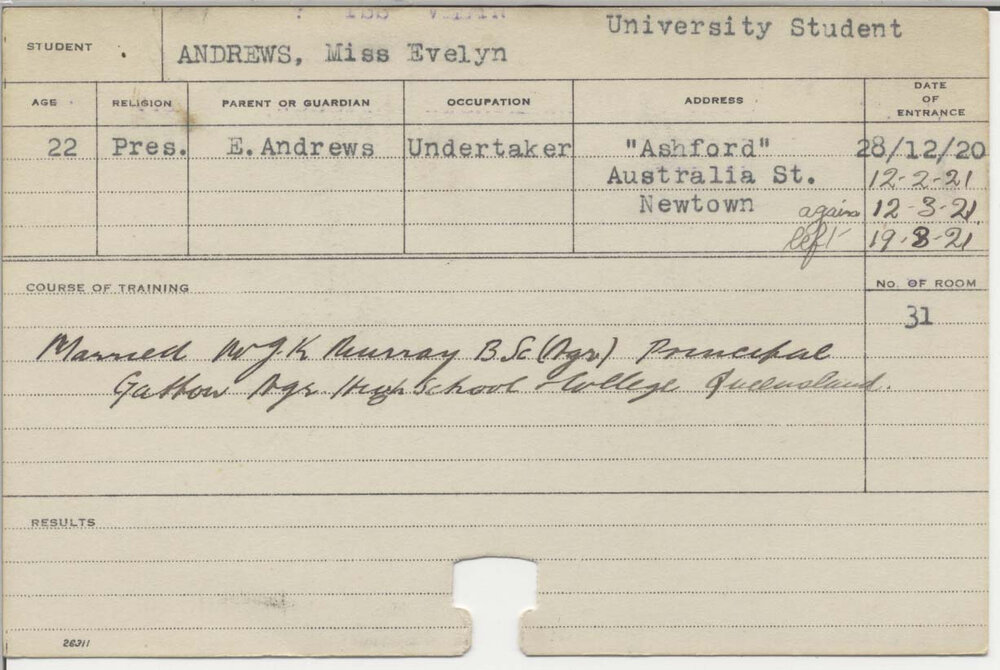 University Student
STUDENT
ANDREWS, Miss Evelyn
AGE RELIGION PARENT OR GUARDIAN OCCUPATION ADDRESS DATE OF ENTRANCE
22 Pres. E. Andrews Undertaker "Ashford" 28/12/20
Australia St. 12-2-21
Newtown again 12-3-21
left 19-8-21
COURSE OF TRAINING No. OF ROOM
31
Married Mr J.K Murray B.Sc (Agr) Principal
Gatton Agr High School & College Queensland.
RESULTS
26311